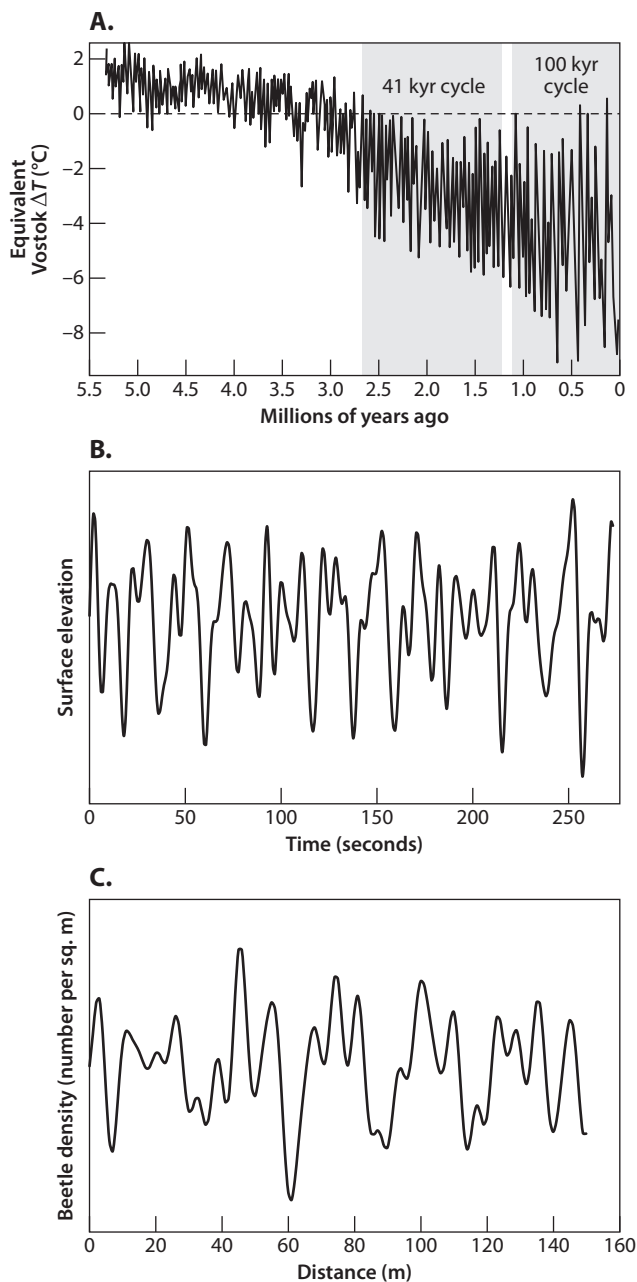 A.
Equivalent
Vostok ΔT (°C)
2
0
−2
−4
−6
−8
41 kyr cycle
100 kyr
cycle
5.5 5.0 4.5 4.0 3.5 3.0 2.5 2.0 1.5 1.0 0.5 0
Millions of years ago
B.
Surface elevation
0 50 100 150 200 250
Time (seconds)
C.
Beetle density (number per sq. m)
0 20 40 60 80 100 120 140 160
Distance (m)